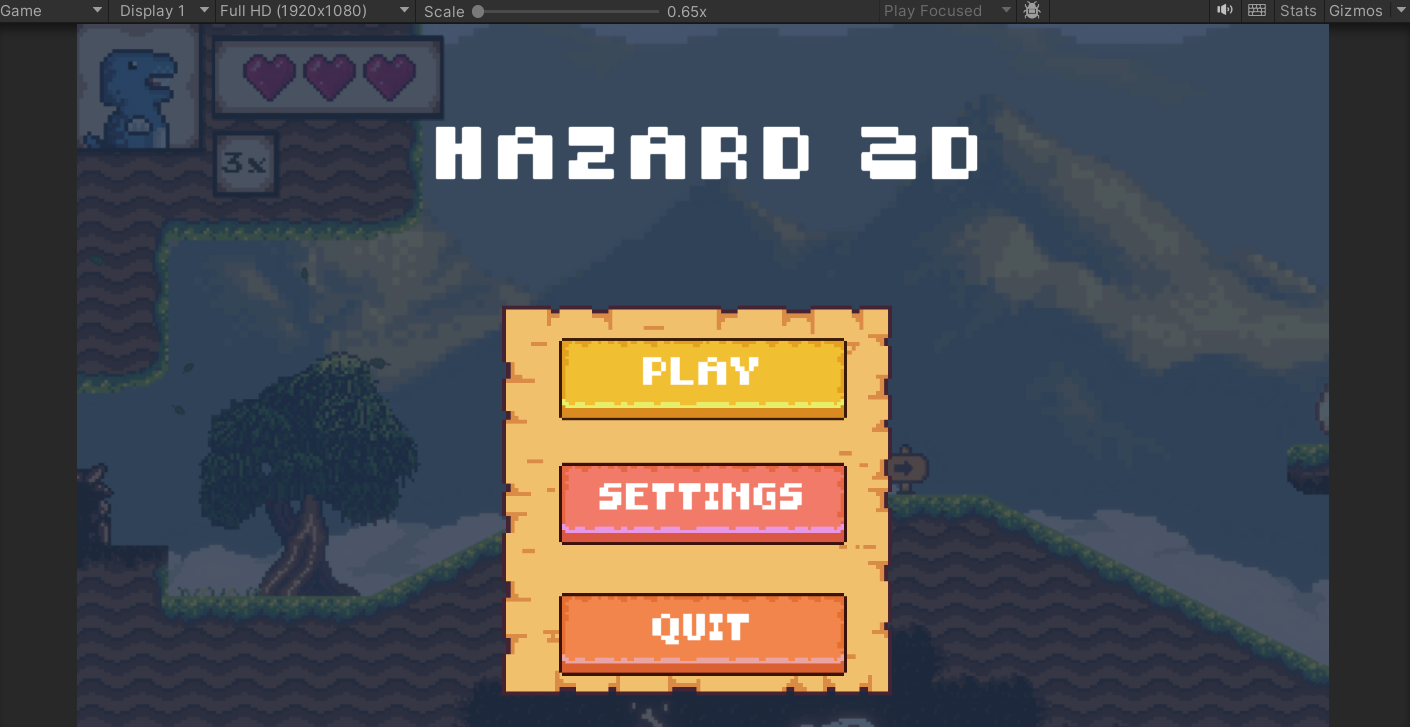 Game Display 1 Full HD (1920x1080) Scale 0.65x Play Focused Stats Gizmos
3x
HAZARD 2D
PLAY
SETTINGS
QUIT